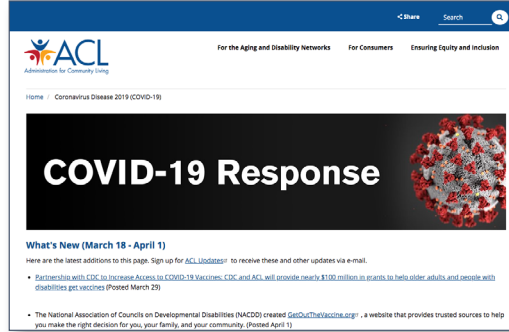 Share
Search
ACL
Administration for Community Living
For the Aging and Disability Networks
For Consumers
Ensuring Equity and Inclusion
Home / Coronavirus Disease 2019 (COVID-19)
COVID-19 Response
What's New (March 18 - April 1)
Here are the latest additions to this page. Sign up for ACL Updates to receive these and other updates via e-mail.
• Partnership with CDC to Increase Access to COVID-19 Vaccines: CDC and ACL will provide nearly $100 million in grants to help older adults and people with
disabilities get vaccines (Posted March 29)
• The National Association of Councils on Developmental Disabilities (NACDD) created GetOutTheVaccine.org, a website that provides trusted sources to help
you make the right decision for you, your family, and your community. (Posted April 1)